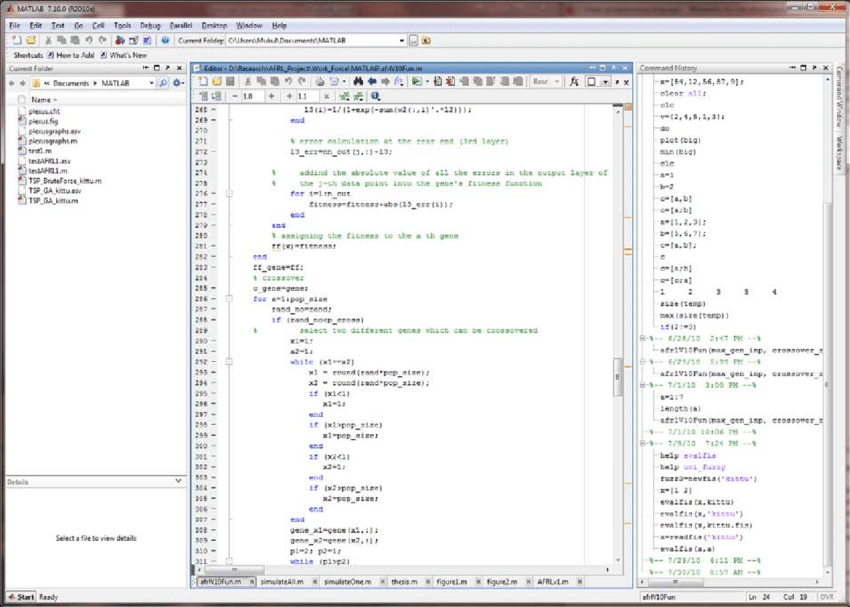 MATLAB 7.10.0 (R2010a)
File Edit Text Go Cell Tools Debug Parallel Desktop Window Help
Current Folder: C:\Users\Mukul\Documents\MATLAB
Shortcuts How to Add What's New
Current Folder
« Documents ▸ MATLAB
Name
plexus.cfit
plexus.fig
plexusgraphs.asv
plexusgraphs.m
test1.m
testAFRL1.asv
testAFRL1.m
TSP_BruteForce_kittu.m
TSP_GA_kittu.asv
TSP_GA_kittu.m
Details
Select a file to view details
Editor - D:\Research\AFRL_Project\Work_Force\MATLAB\afrlV10Fun.m
Base
1.0
1.1
268 l3(i)=1/(1+exp(-sum(w2(:,i)'.*l2)));
269 end
270
271 % error calculation at the rear end (3rd layer)
272 l3_err=nn_out(j,:)-l3;
273
274 % addind the absolute value of all the errors in the output layer of
275 % the j-th data point into the gene's fitness function
276 for i=1:n_out
277 fitness=fitness+abs(l3_err(i));
278 end
279 end
280 % assigning the fitness to the x th gene
281 ff(x)=fitness;
282 end
283 ff_gene=ff;
284 % crossover
285 c_gene=gene;
286 for x=1:pop_size
287 rand_no=rand;
288 if (rand_no<p_cross)
289 % select two different genes which can be crossovered
290 x1=1;
291 x2=1;
292 while (x1==x2)
293 x1 = round(rand*pop_size);
294 x2 = round(rand*pop_size);
295 if (x1<1)
296 x1=1;
297 end
298 if (x1>pop_size)
299 x1=pop_size;
300 end
301 if (x2<1)
302 x2=1;
303 end
304 if (x2>pop_size)
305 x2=pop_size;
306 end
307 end
308 gene_x1=gene(x1,:);
309 gene_x2=gene(x2,:);
310 p1=2; p2=1;
311 while (p1>p2)
afrlV10Fun.m simulateAll.m simulateOne.m thesis.m figure1.m figure2.m AFRLv1.m
Command History
x=[54,12,56,87,9];
clear all;
clc
v=(2,4,5,1,3);
do
plot(big)
min(big)
clc
a=1
b=2
c=[a,b]
c=[a;b]
a=[1,2,3];
b=[5,6,7];
c=[a,b];
c
c=[a;b]
c=[c;a]
1 2 3 5 4
size(temp)
max(size(temp))
if(2!=3)
%-- 6/28/10 2:47 PM --%
afrlV10Fun(max_gen_inp, crossover_
%-- 6/29/10 5:59 PM --%
afrlV10Fun(max_gen_inp, crossover_
%-- 7/1/10 3:00 PM --%
a=1:7
length(a)
afrlV10Fun(max_gen_inp, crossover_
%-- 7/1/10 10:06 PM --%
%-- 7/9/10 7:24 PM --%
help evalfis
help uni_fuzzy
fuzz3=newfis('kittu')
x=[1 2]
evalfis(x,kittu)
evalfis(x,'kittu')
evalfis(x,kittu.fis)
a=readfis('kittu')
evalfis(x,a)
%-- 7/29/10 6:11 PM --%
%-- 7/30/10 8:57 AM --%
Command Window
Workspace
Start Ready
afrlV10Fun
Ln 24 Col 19 OVR